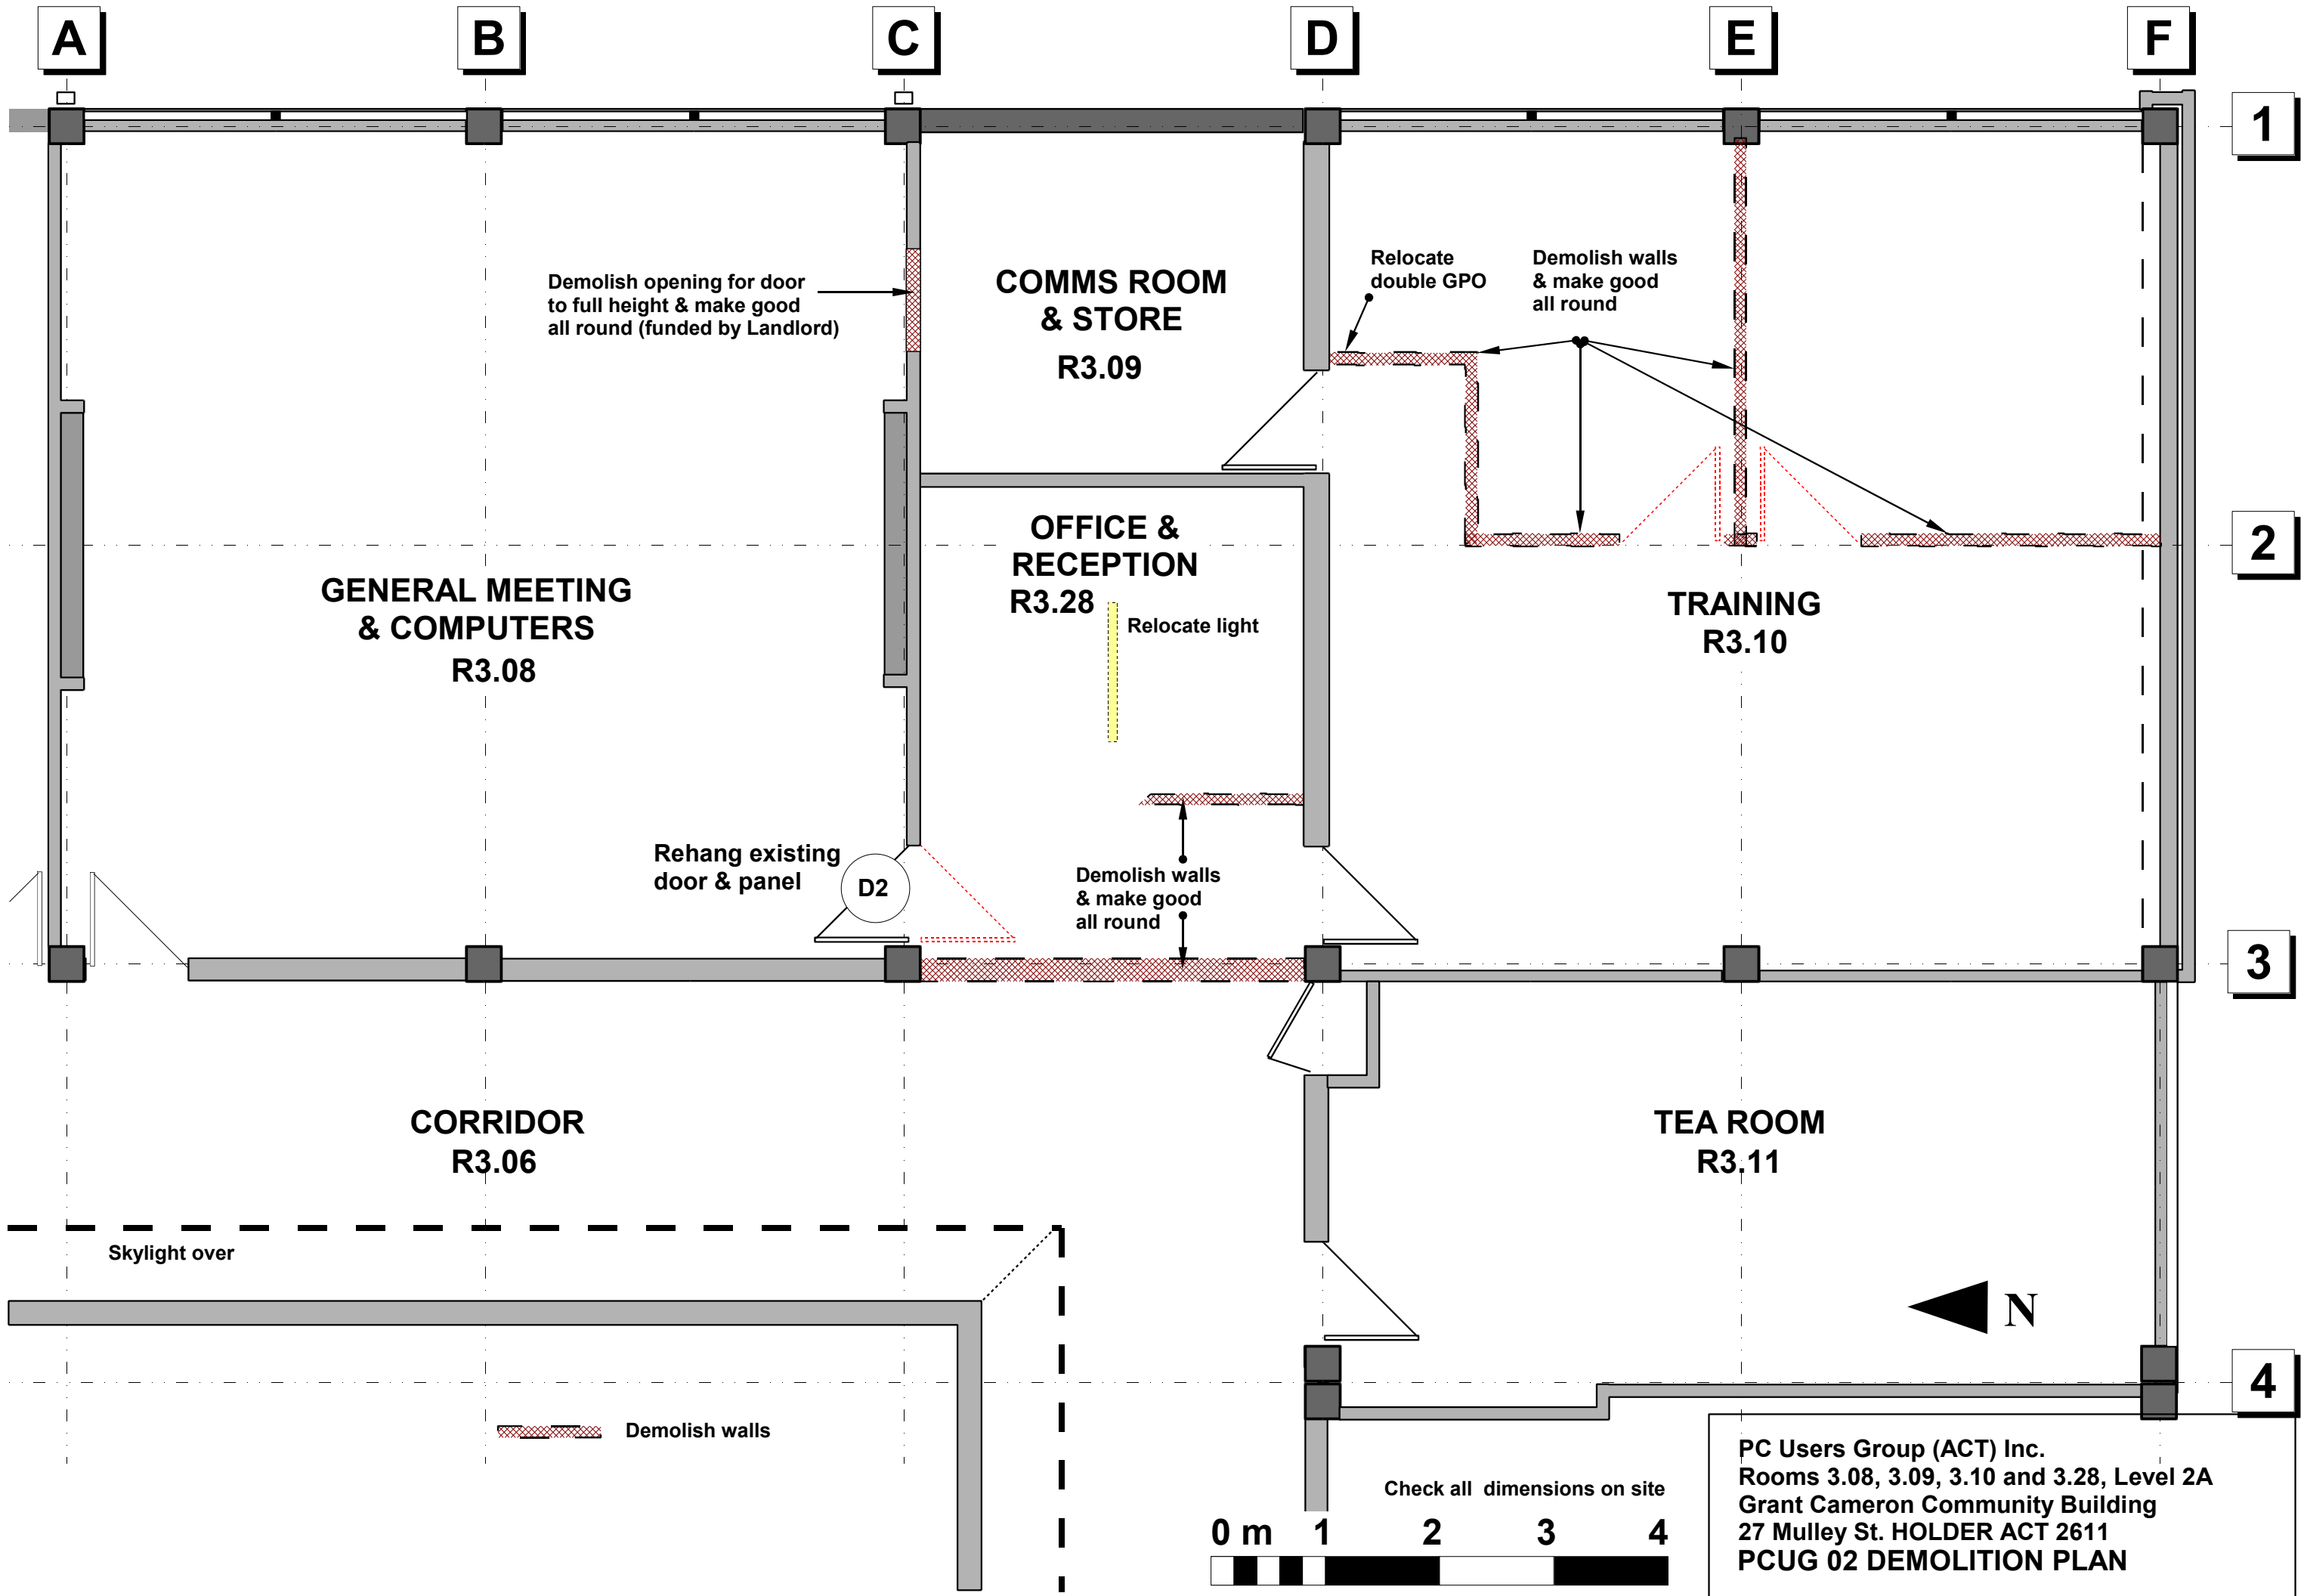 A
B
C
D
E
F
1
Demolish opening for door
to full height & make good
all round (funded by Landlord)
COMMS ROOM
& STORE
R3.09
Relocate
double GPO
Demolish walls
& make good
all round
2
GENERAL MEETING
& COMPUTERS
R3.08
OFFICE &
RECEPTION
R3.28
Relocate light
TRAINING
R3.10
Rehang existing
door & panel
D2
Demolish walls
& make good
all round
3
CORRIDOR
R3.06
TEA ROOM
R3.11
Skylight over
N
4
Demolish walls
Check all dimensions on site
0 m 1 2 3 4
PC Users Group (ACT) Inc.
Rooms 3.08, 3.09, 3.10 and 3.28, Level 2A
Grant Cameron Community Building
27 Mulley St. HOLDER ACT 2611
PCUG 02 DEMOLITION PLAN